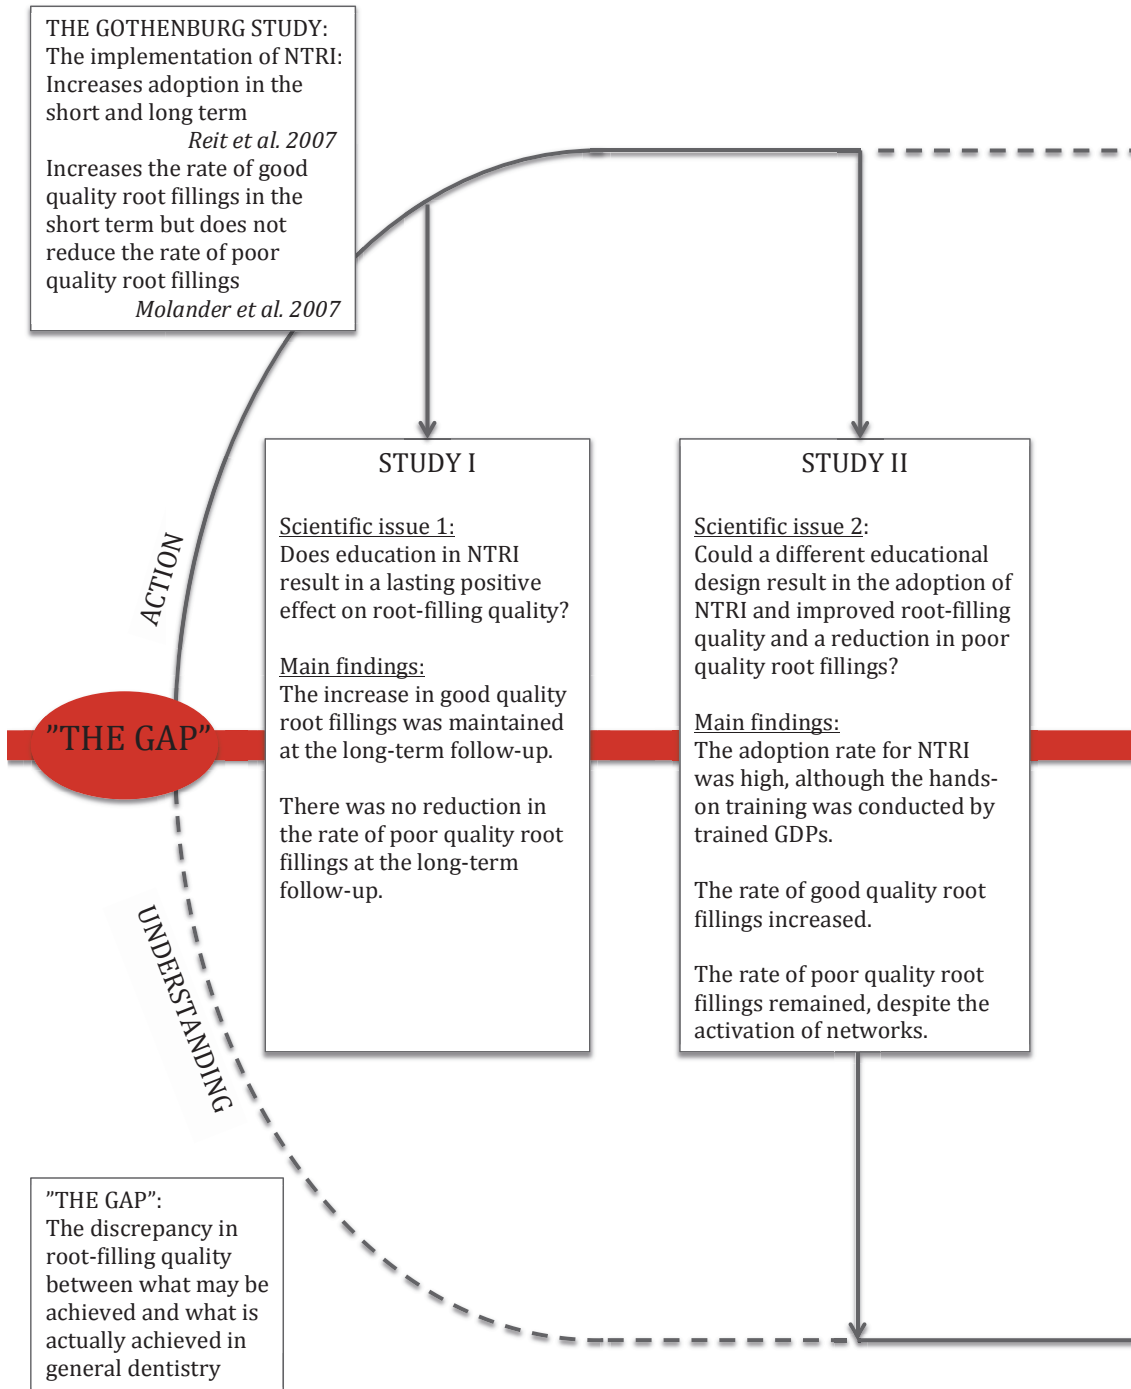 THE GOTHENBURG STUDY:
The implementation of NTRI:
Increases adoption in the
short and long term
Reit et al. 2007
Increases the rate of good
quality root fillings in the
short term but does not
reduce the rate of poor
quality root fillings
Molander et al. 2007
ACTION
STUDY I
Scientific issue 1:
Does education in NTRI
result in a lasting positive
effect on root-filling quality?
Main findings:
The increase in good quality
root fillings was maintained
at the long-term follow-up.
There was no reduction in
the rate of poor quality root
fillings at the long-term
follow-up.
STUDY II
Scientific issue 2:
Could a different educational
design result in the adoption of
NTRI and improved root-filling
quality and a reduction in poor
quality root fillings?
Main findings:
The adoption rate for NTRI
was high, although the hands-
on training was conducted by
trained GDPs.
The rate of good quality root
fillings increased.
The rate of poor quality root
fillings remained, despite the
activation of networks.
”THE GAP”
UNDERSTANDING
”THE GAP”:
The discrepancy in
root-filling quality
between what may be
achieved and what is
actually achieved in
general dentistry